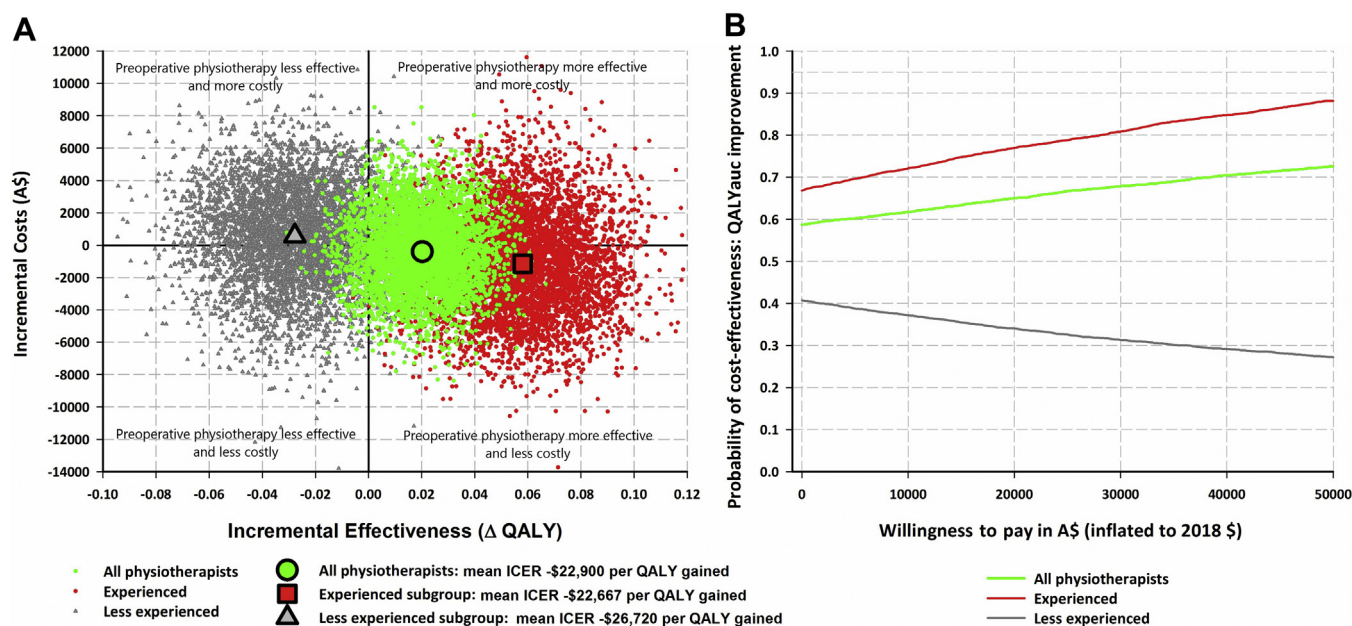 A
B
12000
10000
8000
6000
4000
2000
0
-2000
-4000
-6000
-8000
-10000
-12000
-14000
Incremental Costs (A$)
Preoperative physiotherapy less effective
and more costly
Preoperative physiotherapy more effective
and more costly
Preoperative physiotherapy less effective
and less costly
Preoperative physiotherapy more effective
and less costly
-0.10 -0.08 -0.06 -0.04 -0.02 0.00 0.02 0.04 0.06 0.08 0.10 0.12
Incremental Effectiveness (Δ QALY)
All physiotherapists
Experienced
Less experienced
All physiotherapists: mean ICER -$22,900 per QALY gained
Experienced subgroup: mean ICER -$22,667 per QALY gained
Less experienced subgroup: mean ICER -$26,720 per QALY gained
Probability of cost-effectiveness: QALYauc improvement
1.0
0.9
0.8
0.7
0.6
0.5
0.4
0.3
0.2
0.1
0.0
0 10000 20000 30000 40000 50000
Willingness to pay in A$ (inflated to 2018 $)
All physiotherapists
Experienced
Less experienced